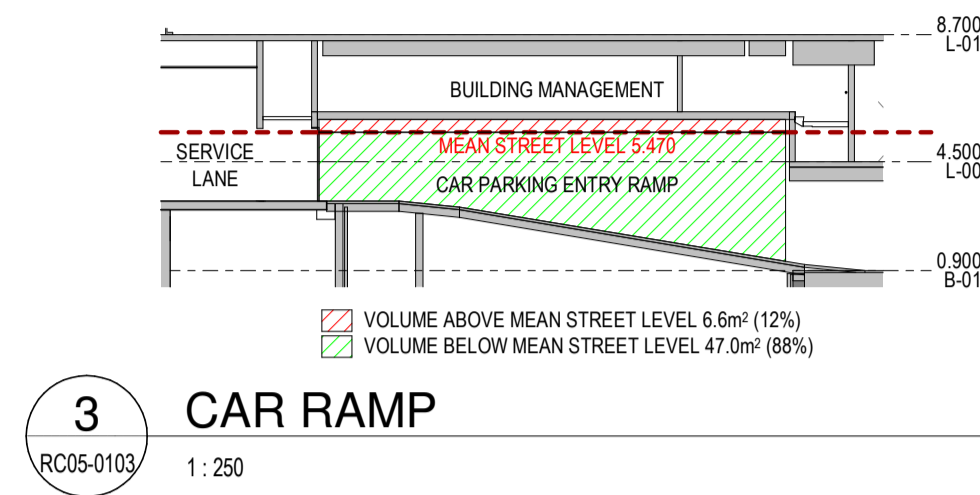 8.700
L-01
BUILDING MANAGEMENT
MEAN STREET LEVEL 5.470
SERVICE
LANE
4.500
L-00
CAR PARKING ENTRY RAMP
0.900
B-01
VOLUME ABOVE MEAN STREET LEVEL 6.6m² (12%)
VOLUME BELOW MEAN STREET LEVEL 47.0m² (88%)
3
RC05-0103
CAR RAMP
1 : 250